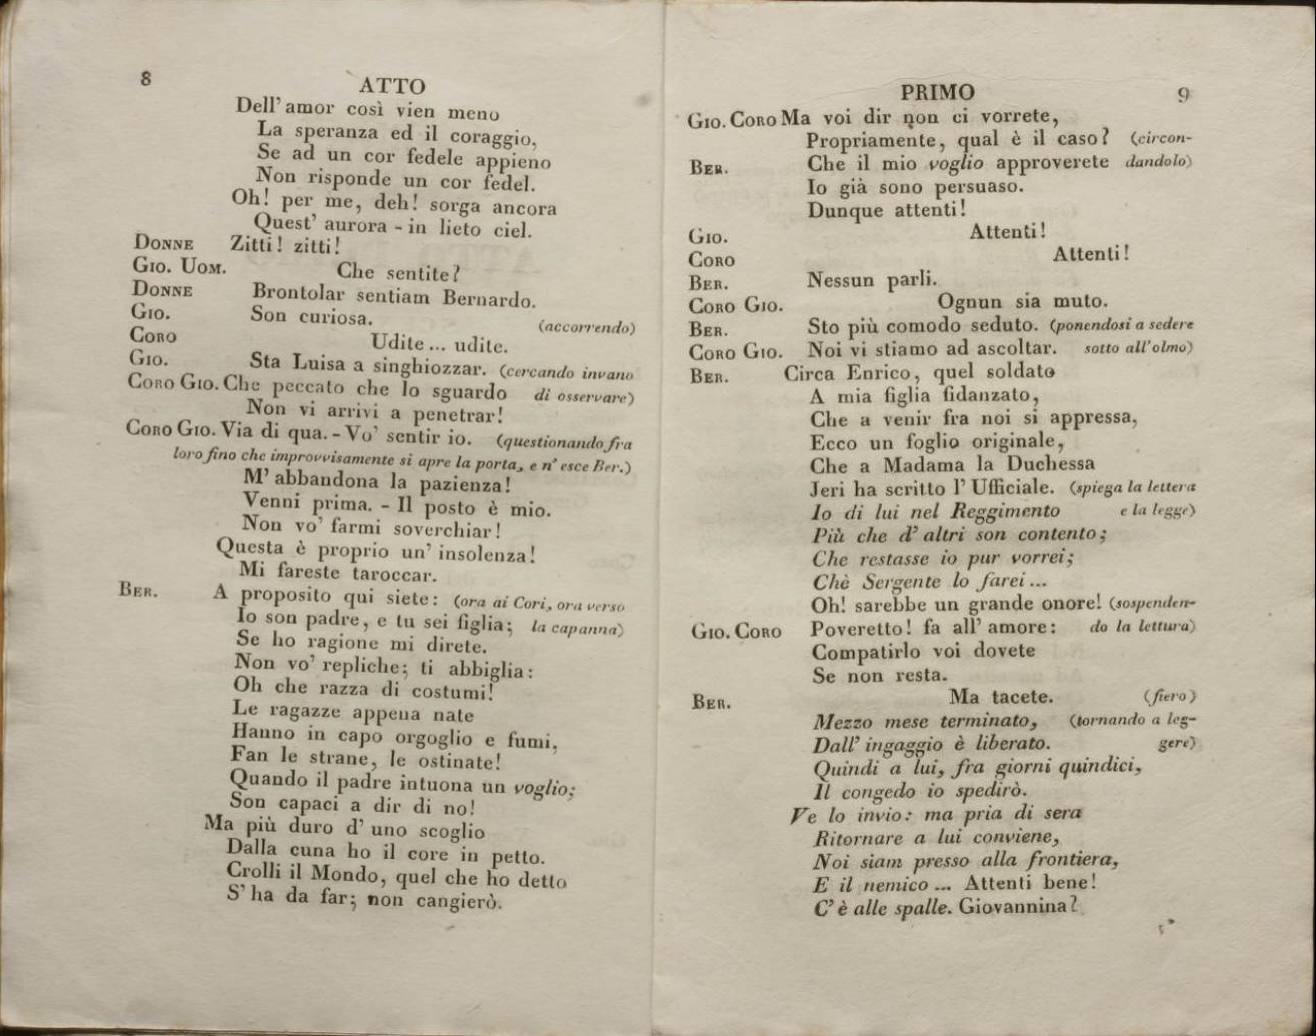 8
ATTO
Dell' amor così vien meno
La speranza ed il coraggio,
Se ad un cor fedele appieno
Non risponde un cor fedel.
Oh! per me, deh! sorga ancora
Quest' aurora - in lieto ciel.
DONNE Zitti! zitti!
GIO. UOM. Che sentite?
DONNE Brontolar sentiam Bernardo.
GIO. Son curiosa. (accorrendo)
CORO Udite ... udite.
GIO. Sta Luisa a singhiozzar. (cercando invano
CORO GIO. Che peccato che lo sguardo di osservare)
Non vi arrivi a penetrar!
CORO GIO. Via di qua. - Vo' sentir io. (questionando fra
loro fino che improvvisamente si apre la porta, e n' esce Ber.)
M' abbandona la pazienza!
Venni prima. - Il posto è mio.
Non vo' farmi soverchiar!
Questa è proprio un' insolenza!
Mi fareste taroccar.
BER. A proposito qui siete: (ora ai Cori, ora verso
Io son padre, e tu sei figlia; la capanna)
Se ho ragione mi direte.
Non vo' repliche; ti abbiglia:
Oh che razza di costumi!
Le ragazze appena nate
Hanno in capo orgoglio e fumi,
Fan le strane, le ostinate!
Quando il padre intuona un voglio;
Son capaci a dir di no!
Ma più duro d' uno scoglio
Dalla cuna ho il core in petto.
Crolli il Mondo, quel che ho detto
S' ha da far; non cangierò.
PRIMO
9
GIO. CORO Ma voi dir non ci vorrete,
Propriamente, qual è il caso? (circon-
BER. Che il mio voglio approverete dandolo)
Io già sono persuaso.
Dunque attenti!
GIO. Attenti!
CORO Attenti!
BER. Nessun parli.
CORO GIO. Ognun sia muto.
BER. Sto più comodo seduto. (ponendosi a sedere
CORO GIO. Noi vi stiamo ad ascoltar. sotto all' olmo)
BER. Circa Enrico, quel soldato
A mia figlia fidanzato,
Che a venir fra noi si appressa,
Ecco un foglio originale,
Che a Madama la Duchessa
Jeri ha scritto l' Ufficiale. (spiega la lettera
Io di lui nel Reggimento e la legge)
Più che d' altri son contento;
Che restasse io pur vorrei;
Chè Sergente lo farei ...
Oh! sarebbe un grande onore! (sospenden-
GIO. CORO Poveretto! fa all' amore: do la lettura)
Compatirlo voi dovete
Se non resta.
BER. Ma tacete. (fiero)
Mezzo mese terminato, (tornando a leg-
Dall' ingaggio è liberato. gere)
Quindi a lui, fra giorni quindici,
Il congedo io spedirò.
Ve lo invio: ma pria di sera
Ritornare a lui conviene,
Noi siam presso alla frontiera,
E il nemico ... Attenti bene!
C' è alle spalle. Giovannina?